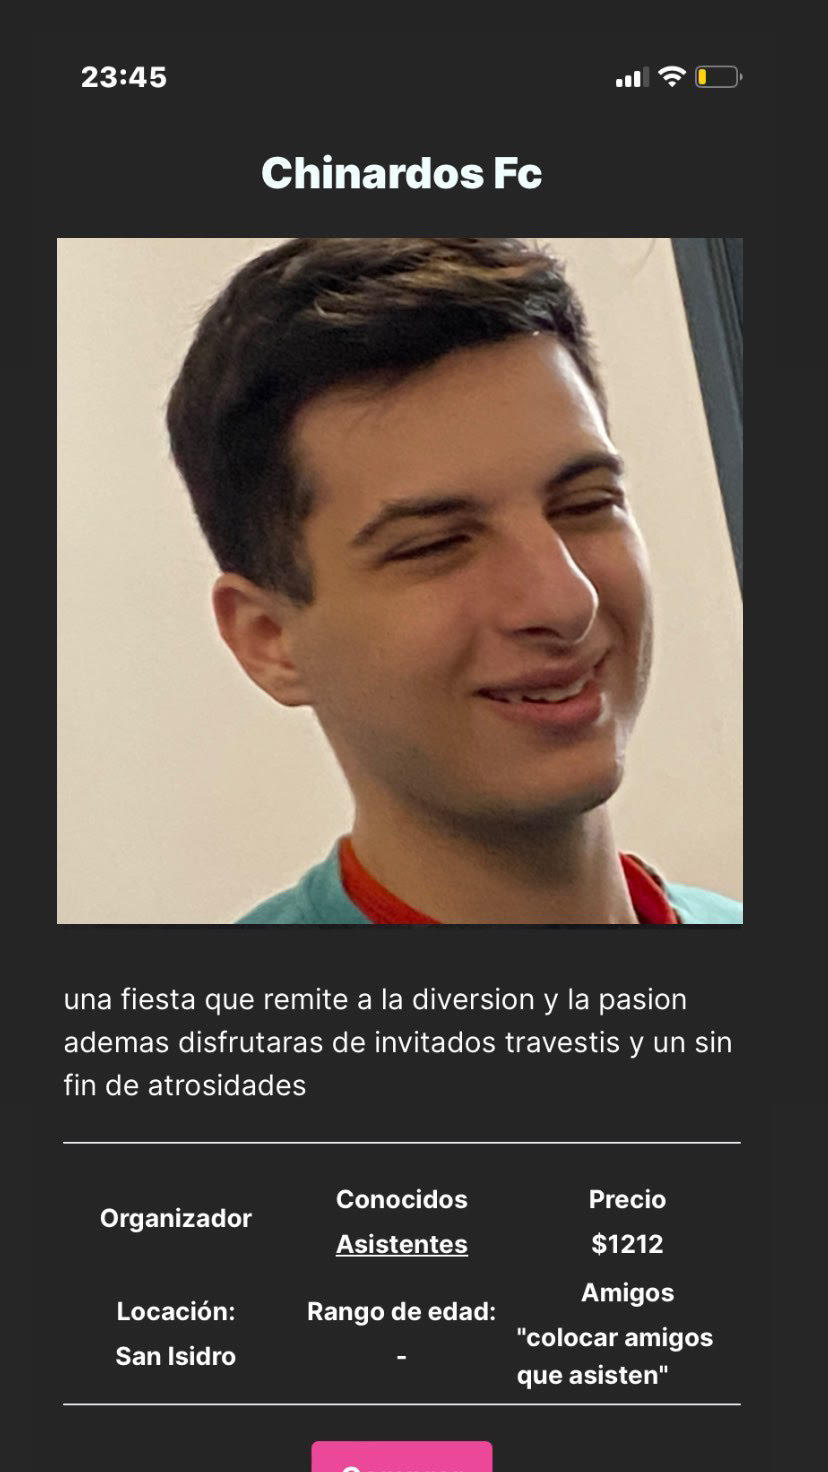 23:45
Chinardos Fc
una fiesta que remite a la diversion y la pasion
ademas disfrutaras de invitados travestis y un sin
fin de atrosidades
Organizador
Conocidos
Asistentes
Precio
$1212
Locación:
San Isidro
Rango de edad:
-
Amigos
"colocar amigos
que asisten"